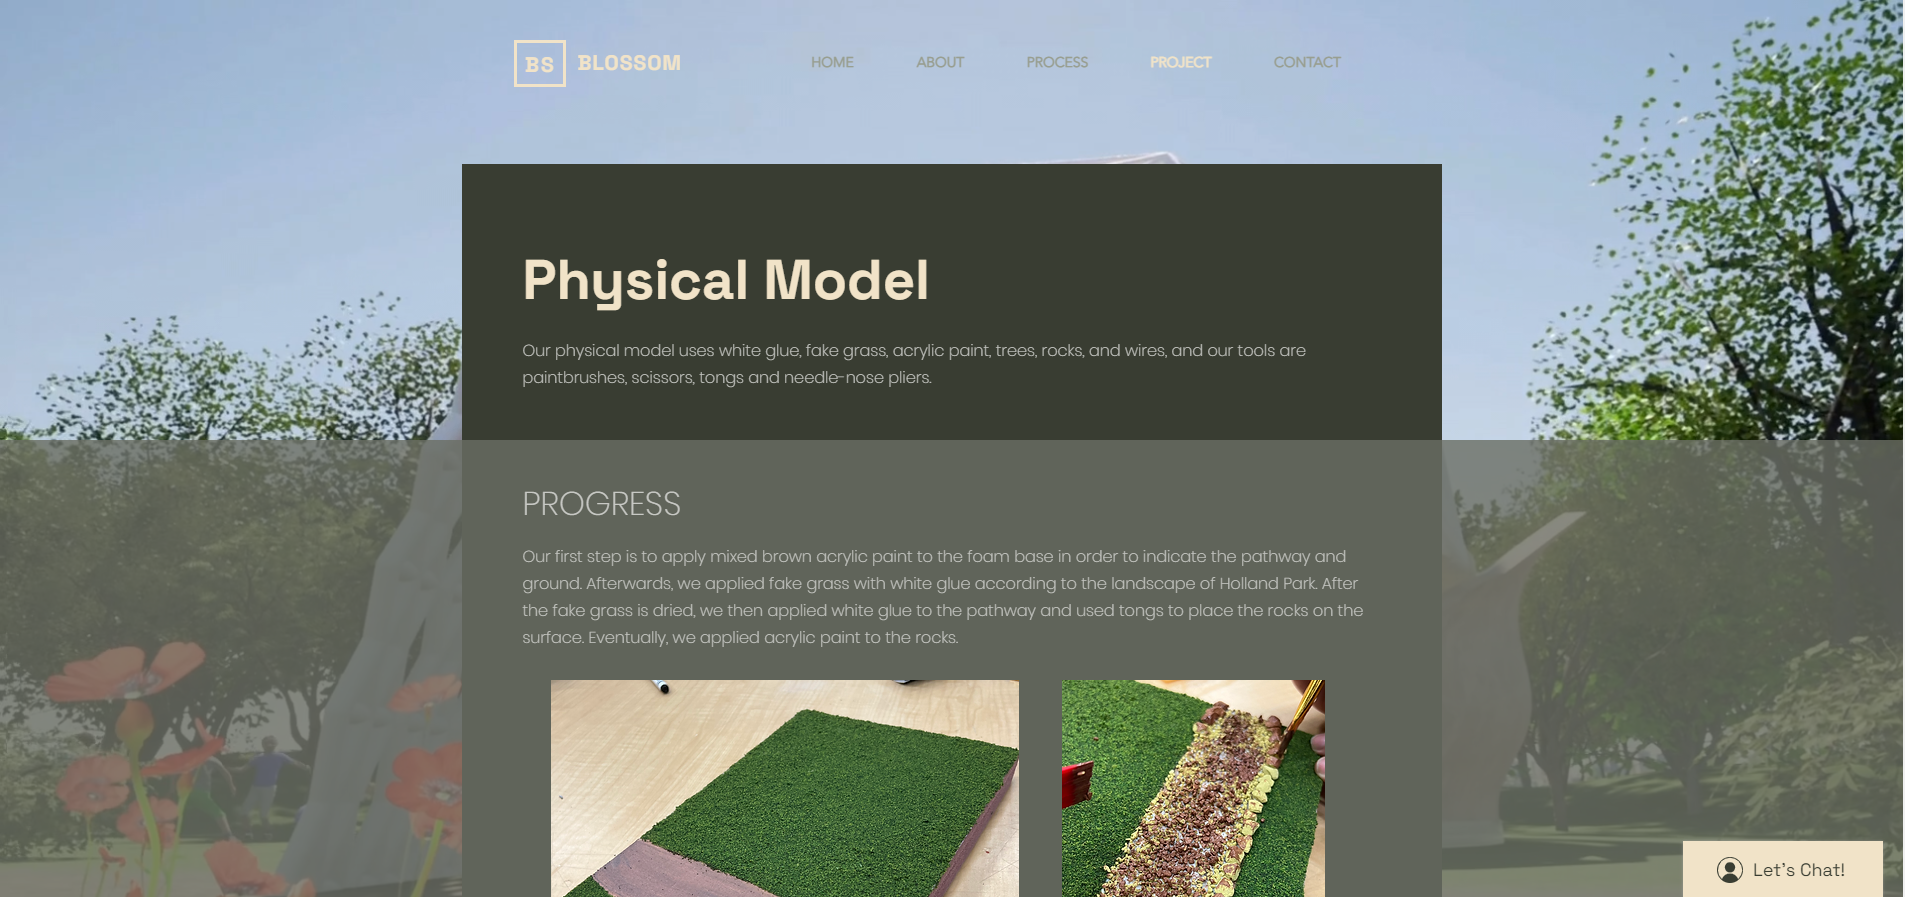 BS BLOSSOM
HOME ABOUT PROCESS PROJECT CONTACT
Physical Model
Our physical model uses white glue, fake grass, acrylic paint, trees, rocks, and wires, and our tools are
paintbrushes, scissors, tongs and needle-nose pliers.
PROGRESS
Our first step is to apply mixed brown acrylic paint to the foam base in order to indicate the pathway and
ground. Afterwards, we applied fake grass with white glue according to the landscape of Holland Park. After
the fake grass is dried, we then applied white glue to the pathway and used tongs to place the rocks on the
surface. Eventually, we applied acrylic paint to the rocks.
Let's Chat!